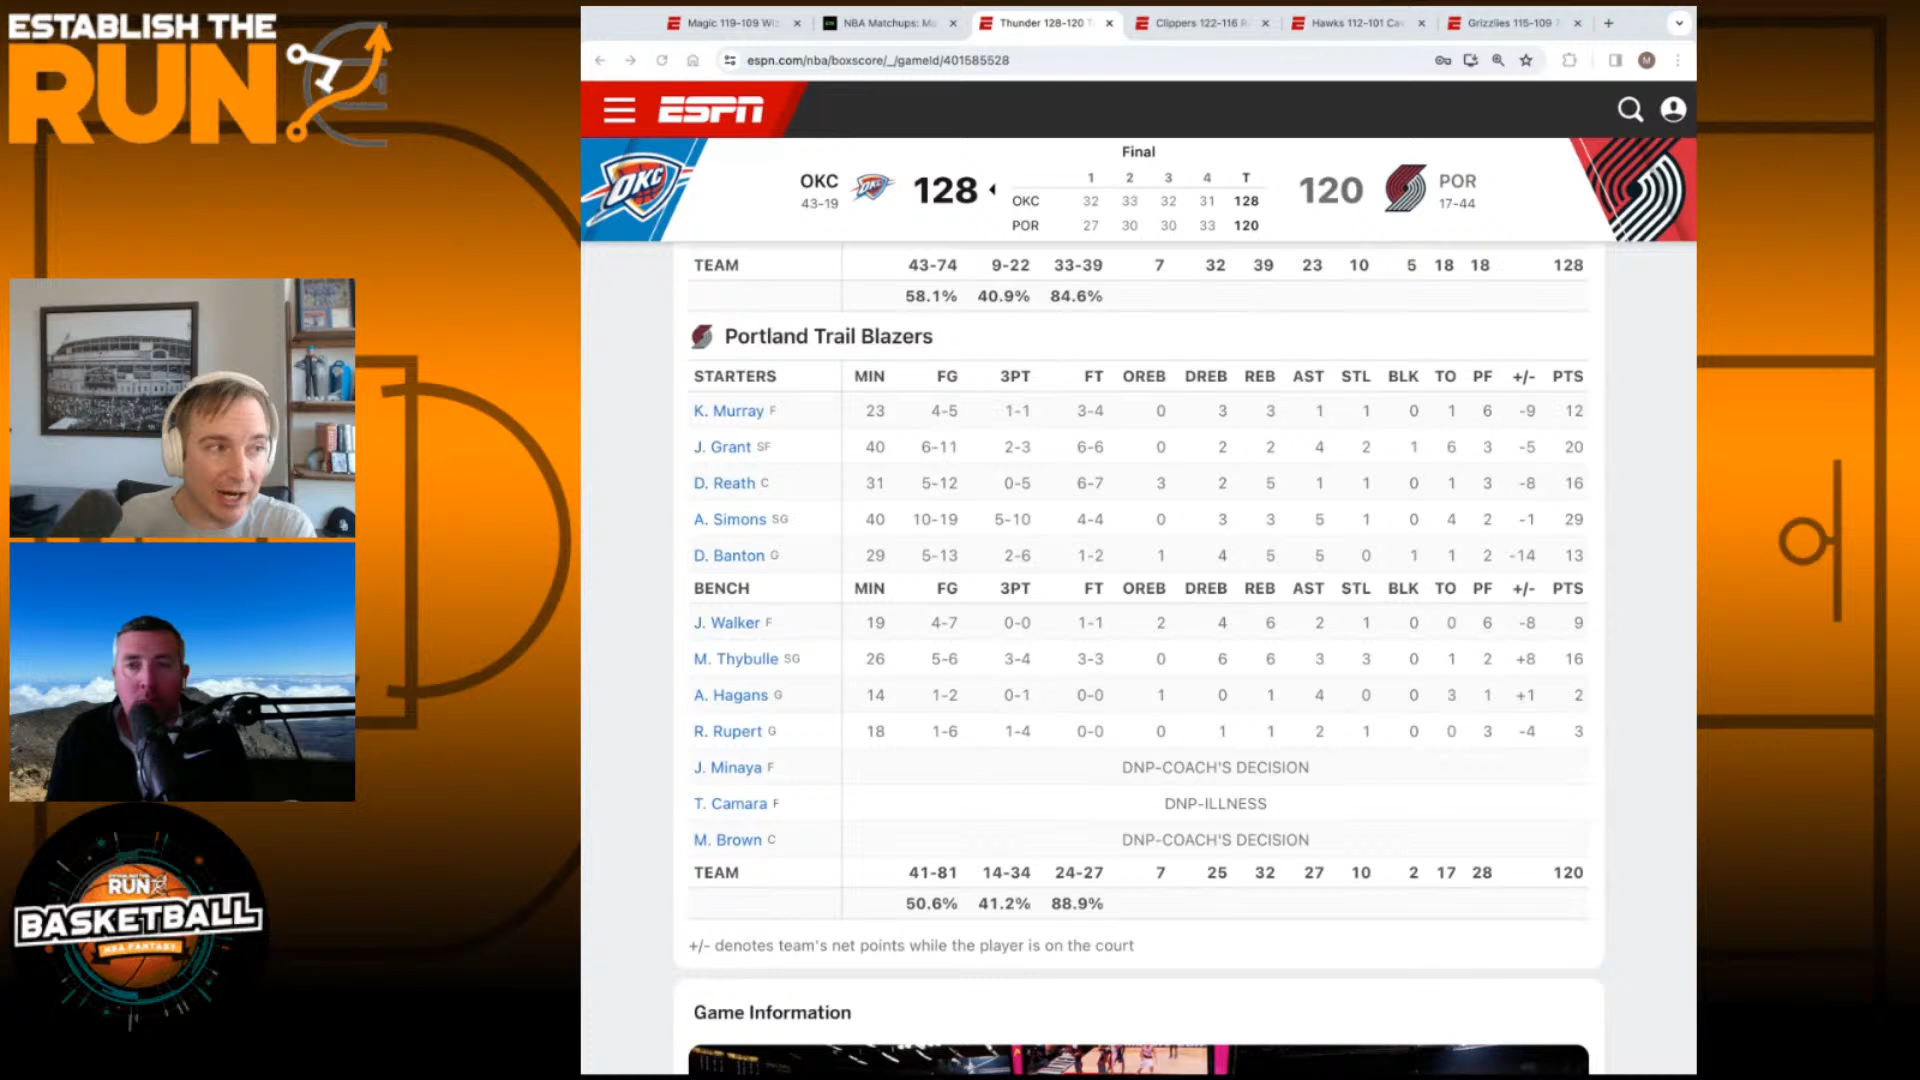 ESTABLISH THE
RUN
Magic 119-109 Wiz
NBA Matchups: Ma
Thunder 128-120 T
Clippers 122-116 R
Hawks 112-101 Cav
Grizzlies 115-109
espn.com/nba/boxscore/_/gameId/401585528
M
ESPN
Final
OKC 43-19 OKC 128 120 POR 17-44
1 2 3 4 T
OKC 32 33 32 31 128
POR 27 30 30 33 120
TEAM 43-74 9-22 33-39 7 32 39 23 10 5 18 18 128
58.1% 40.9% 84.6%
Portland Trail Blazers
STARTERS MIN FG 3PT FT OREB DREB REB AST STL BLK TO PF +/- PTS
K. Murray F 23 4-5 1-1 3-4 0 3 3 1 1 0 1 6 -9 12
J. Grant SF 40 6-11 2-3 6-6 0 2 2 4 2 1 6 3 -5 20
D. Reath C 31 5-12 0-5 6-7 3 2 5 1 1 0 1 3 -8 16
A. Simons SG 40 10-19 5-10 4-4 0 3 3 5 1 0 4 2 -1 29
D. Banton G 29 5-13 2-6 1-2 1 4 5 5 0 1 1 2 -14 13
BENCH MIN FG 3PT FT OREB DREB REB AST STL BLK TO PF +/- PTS
J. Walker F 19 4-7 0-0 1-1 2 4 6 2 1 0 0 6 -8 9
M. Thybulle SG 26 5-6 3-4 3-3 0 6 6 3 3 0 1 2 +8 16
A. Hagans G 14 1-2 0-1 0-0 1 0 1 4 0 0 3 1 +1 2
R. Rupert G 18 1-6 1-4 0-0 0 1 1 2 1 0 0 3 -4 3
J. Minaya F DNP-COACH'S DECISION
T. Camara F DNP-ILLNESS
M. Brown C DNP-COACH'S DECISION
TEAM 41-81 14-34 24-27 7 25 32 27 10 2 17 28 120
50.6% 41.2% 88.9%
+/- denotes team's net points while the player is on the court
Game Information
ESTABLISH THE
RUN
BASKETBALL
NBA FANTASY